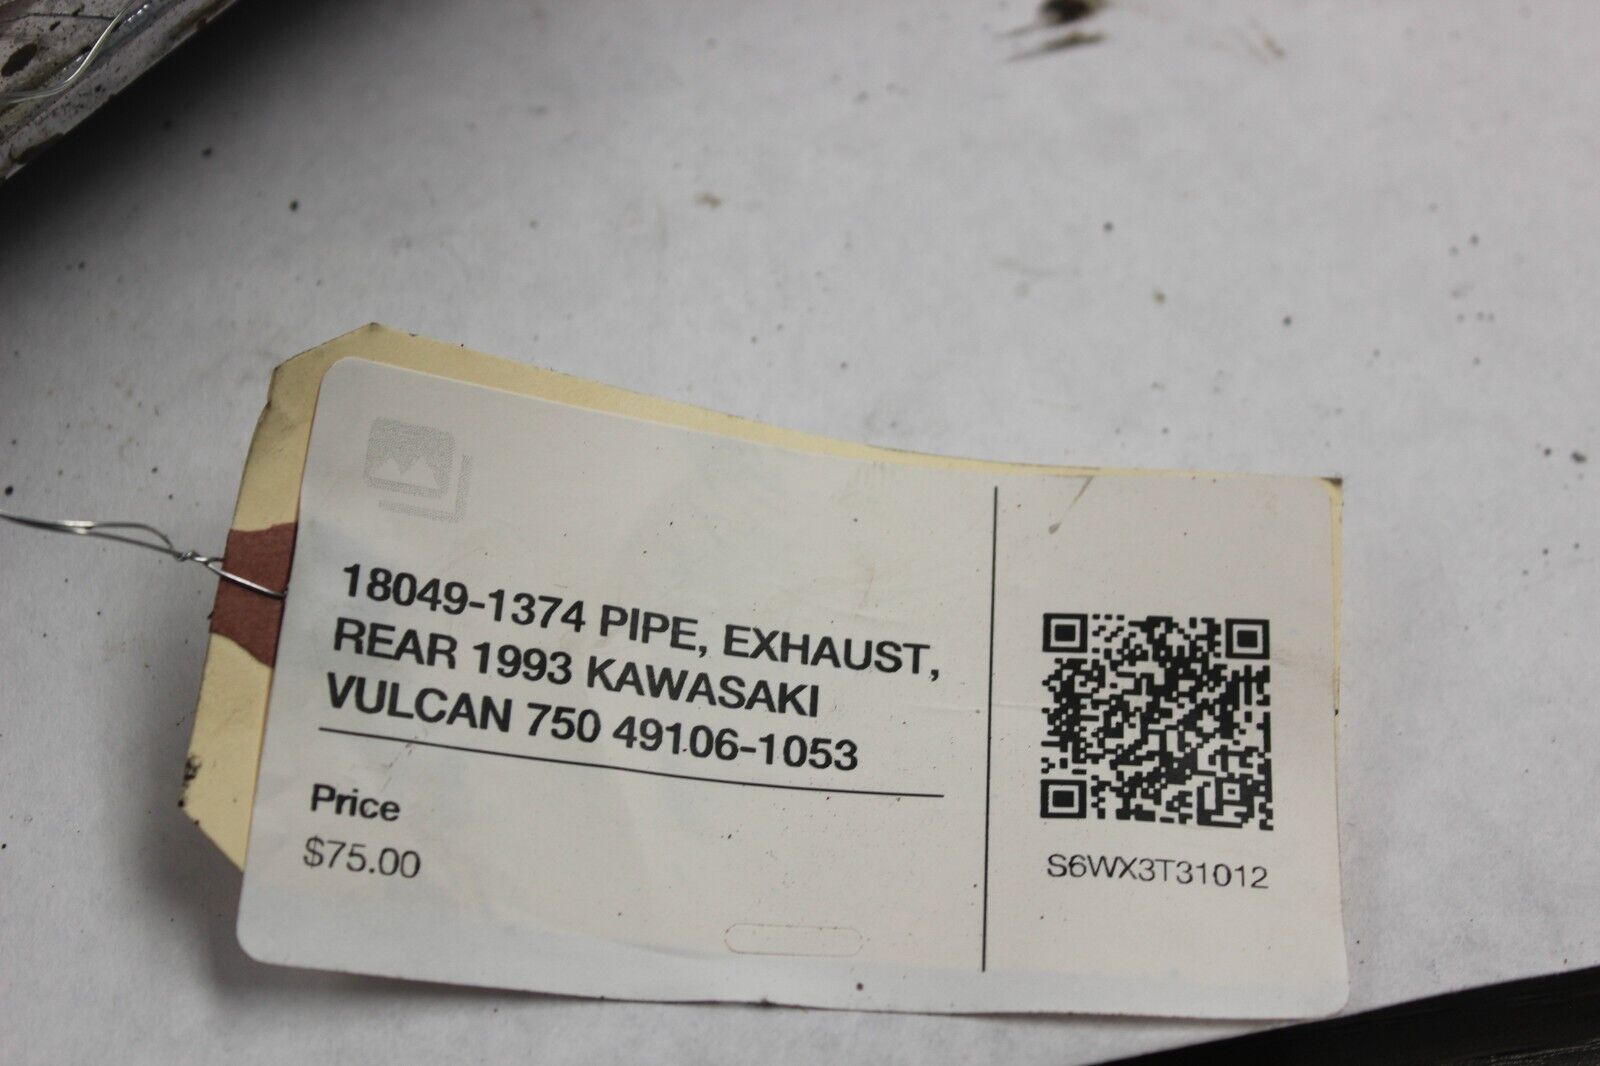 18049-1374 PIPE, EXHAUST,
REAR 1993 KAWASAKI
VULCAN 750 49106-1053
Price
$75.00
S6WX3T31012